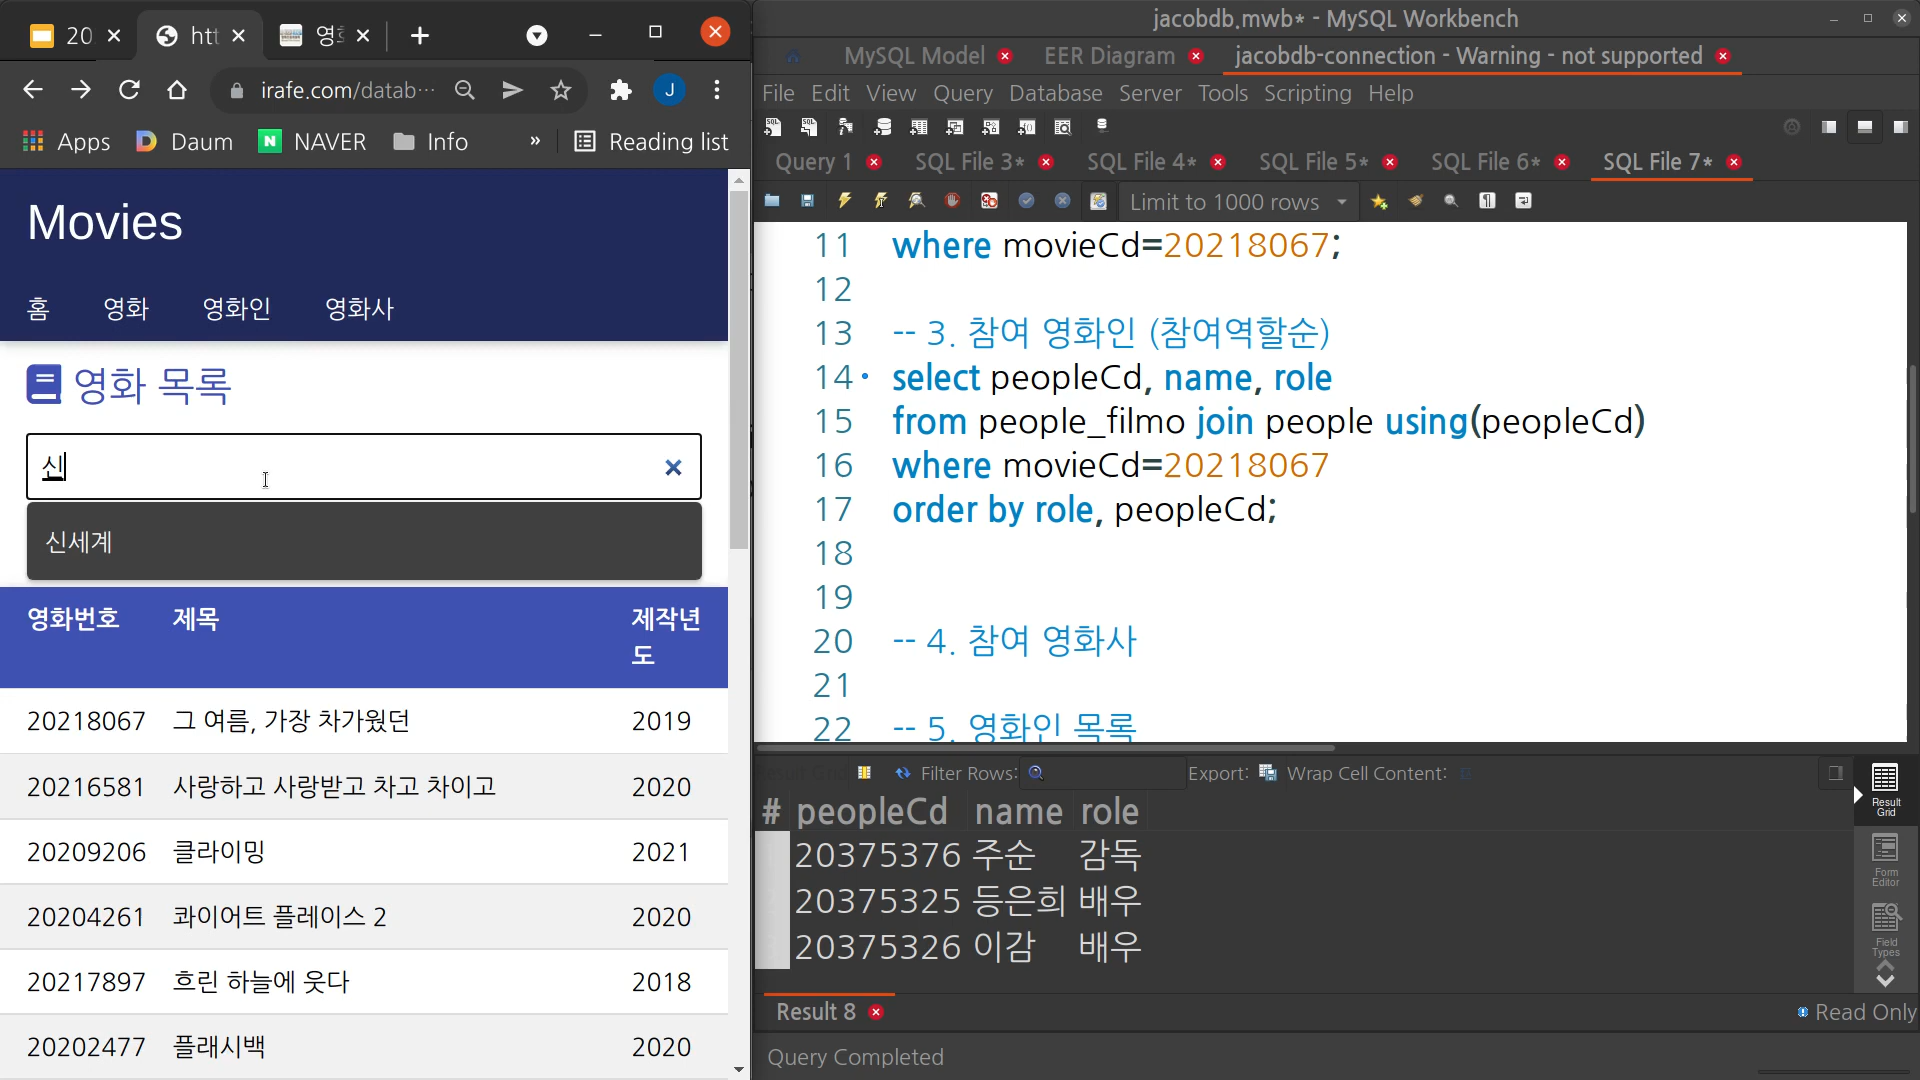 20
htt
영화
irafe.com/datab···
J
Apps
Daum
NAVER
Info
»
Reading list
Movies
홈 영화 영화인 영화사
영화 목록
신
신세계
영화번호 제목 제작년도
20218067 그 여름, 가장 차가웠던 2019
20216581 사랑하고 사랑받고 차고 차이고 2020
20209206 클라이밍 2021
20204261 콰이어트 플레이스 2 2020
20217897 흐린 하늘에 웃다 2018
20202477 플래시백 2020
jacobdb.mwb* - MySQL Workbench
MySQL Model EER Diagram jacobdb-connection - Warning - not supported
File Edit View Query Database Server Tools Scripting Help
Query 1 SQL File 3* SQL File 4* SQL File 5* SQL File 6* SQL File 7*
Limit to 1000 rows
11 where movieCd=20218067;
12
13 -- 3. 참여 영화인 (참여역할순)
14 select peopleCd, name, role
15 from people_filmo join people using(peopleCd)
16 where movieCd=20218067
17 order by role, peopleCd;
18
19
20 -- 4. 참여 영화사
21
22 -- 5. 영화인 목록
Filter Rows: Export: Wrap Cell Content:
# peopleCd name role
20375376 주순 감독
20375325 등은희 배우
20375326 이감 배우
Result Grid
Form Editor
Field Types
Result 8
Read Only
Query Completed